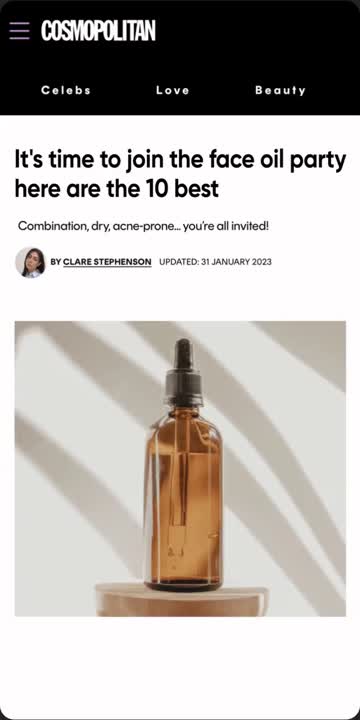 COSMOPOLITAN
Celebs Love Beauty
It's time to join the face oil party
here are the 10 best
Combination, dry, acne-prone... you're all invited!
BY CLARE STEPHENSON UPDATED: 31 JANUARY 2023